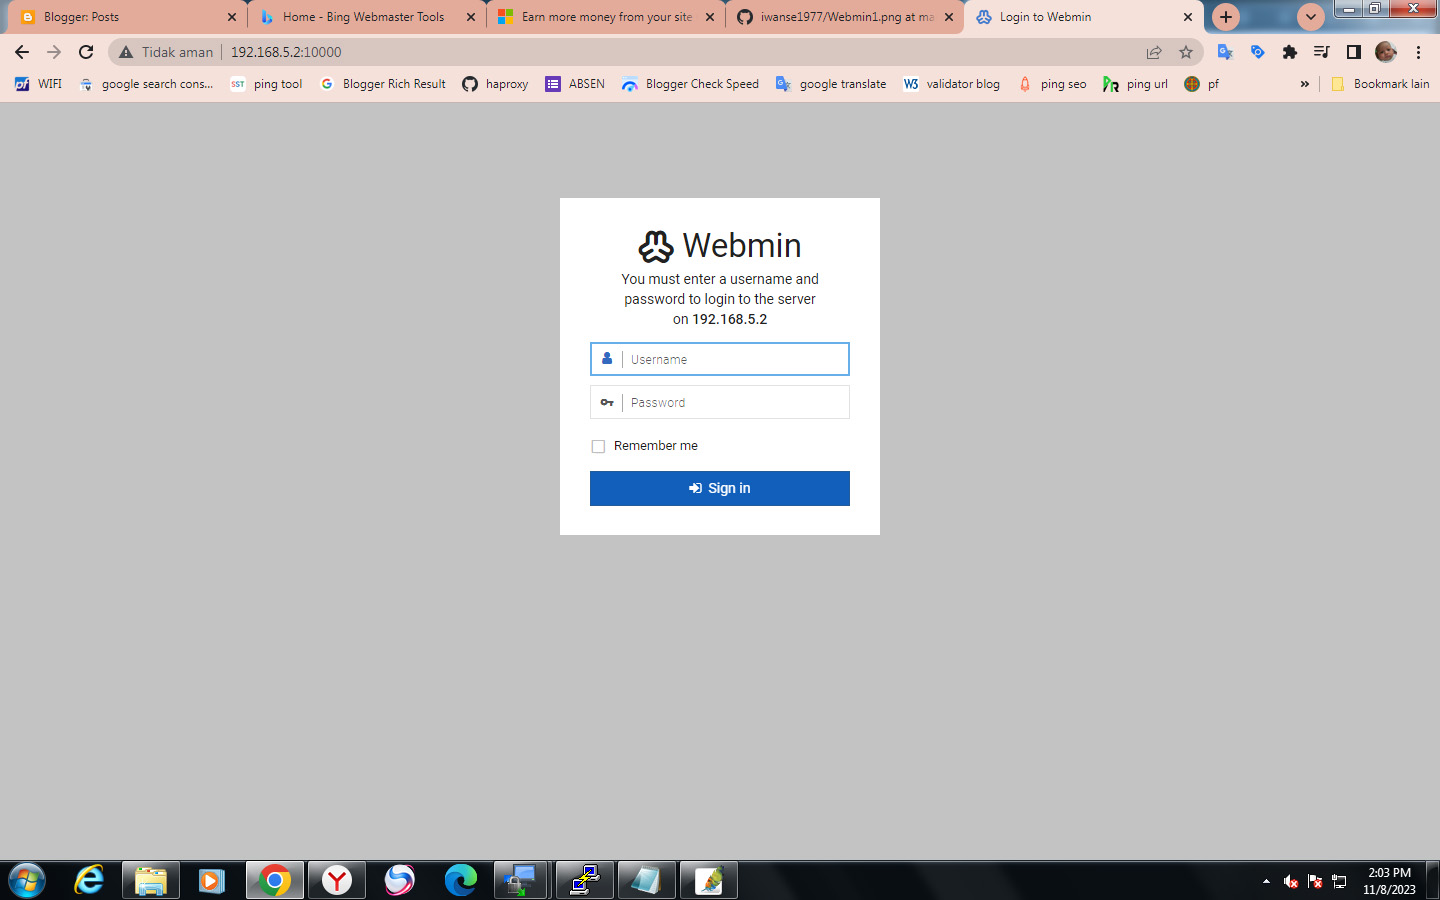 Blogger: Posts
Home - Bing Webmaster Tools
Earn more money from your site
iwanse1977/Webmin1.png at ma
Login to Webmin
Tidak aman
192.168.5.2:10000
pf
WIFI
google search cons...
SST
ping tool
G
Blogger Rich Result
haproxy
ABSEN
Blogger Check Speed
google translate
W3
validator blog
ping seo
ping url
pf
»
Bookmark lain
Webmin
You must enter a username and
password to login to the server
on 192.168.5.2
Username
Password
Remember me
Sign in
2:03 PM
11/8/2023